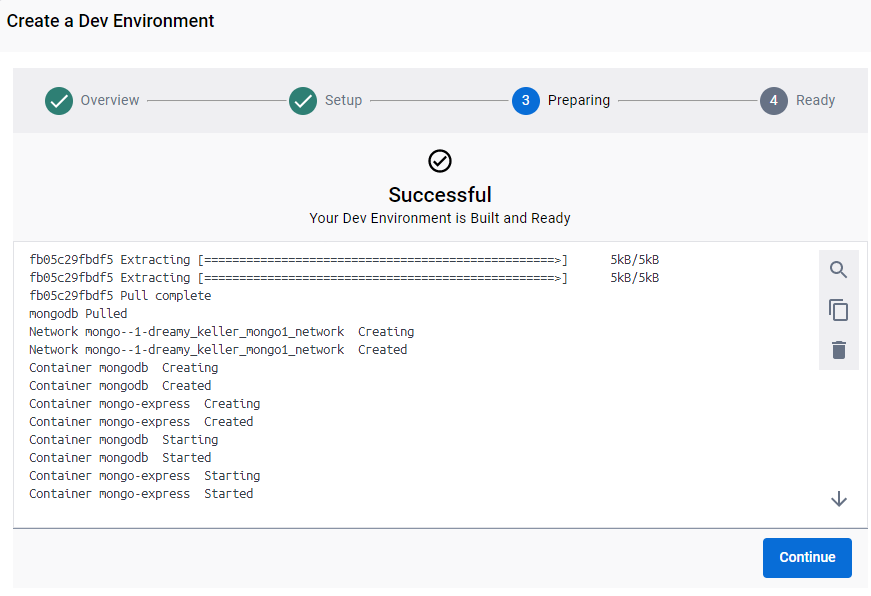 Create a Dev Environment
Overview Setup 3 Preparing 4 Ready
Successful
Your Dev Environment is Built and Ready
fb05c29fbdf5 Extracting [==================================================>]      5kB/5kB
fb05c29fbdf5 Extracting [==================================================>]      5kB/5kB
fb05c29fbdf5 Pull complete
mongodb Pulled
Network mongo--1-dreamy_keller_mongo1_network  Creating
Network mongo--1-dreamy_keller_mongo1_network  Created
Container mongodb  Creating
Container mongodb  Created
Container mongo-express  Creating
Container mongo-express  Created
Container mongodb  Starting
Container mongodb  Started
Container mongo-express  Starting
Container mongo-express  Started
Continue